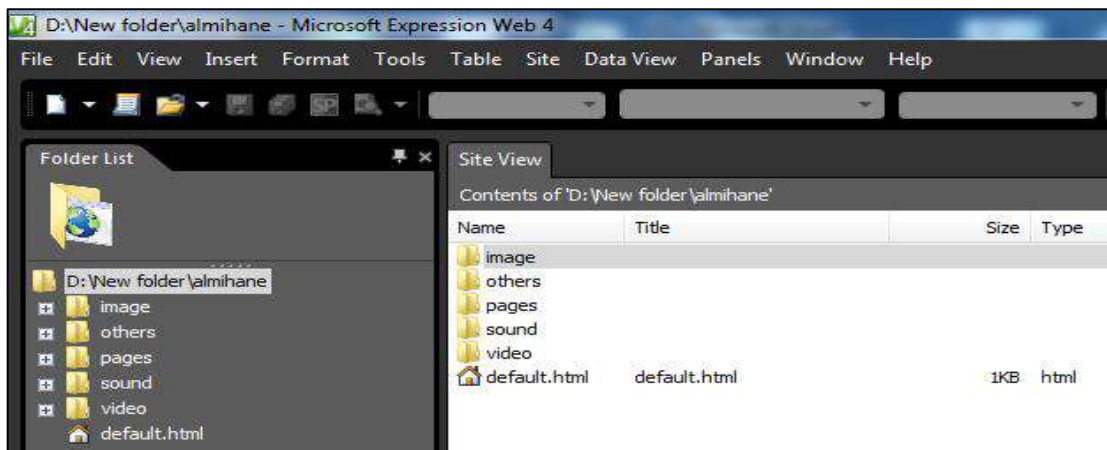 D:\New folder\almihane - Microsoft Expression Web 4
File Edit View Insert Format Tools Table Site Data View Panels Window Help
SP
Folder List
D:\New folder\almihane
image
others
pages
sound
video
default.html
Site View
Contents of 'D:\New folder\almihane'
Name Title Size Type
image
others
pages
sound
video
default.html default.html 1KB html